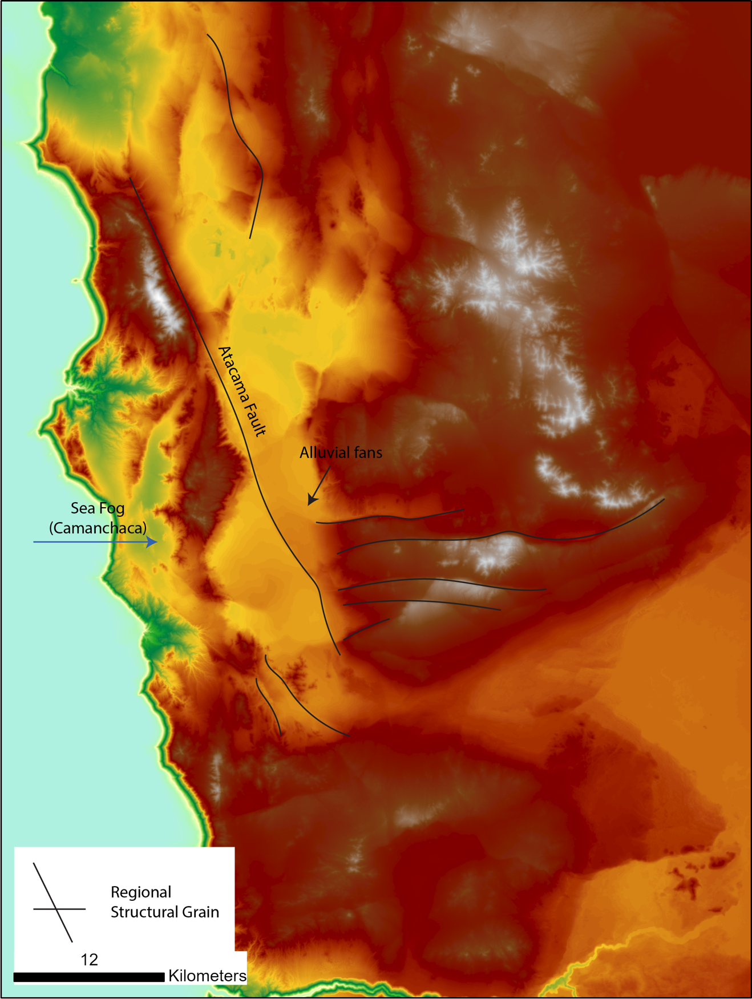 Atacama Fault
Alluvial fans
Sea Fog
(Camanchaca)
Regional
Structural Grain
12
Kilometers